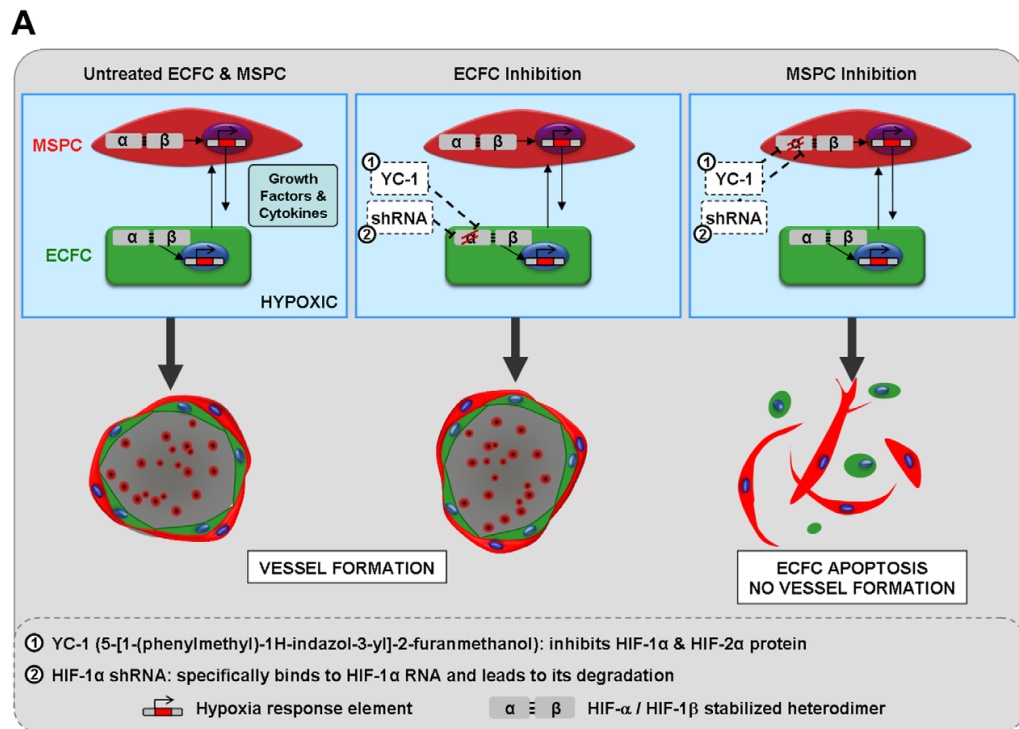 A
Untreated ECFC & MSPC
ECFC Inhibition
MSPC Inhibition
MSPC
α β
Growth
Factors &
Cytokines
ECFC
α β
HYPOXIC
α β
1
YC-1
shRNA
2
α β
α β
1
YC-1
shRNA
2
α β
VESSEL FORMATION
ECFC APOPTOSIS
NO VESSEL FORMATION
1 YC-1 (5-[1-(phenylmethyl)-1H-indazol-3-yl]-2-furanmethanol): inhibits HIF-1α & HIF-2α protein
2 HIF-1α shRNA: specifically binds to HIF-1α RNA and leads to its degradation
Hypoxia response element
α β HIF-α / HIF-1β stabilized heterodimer